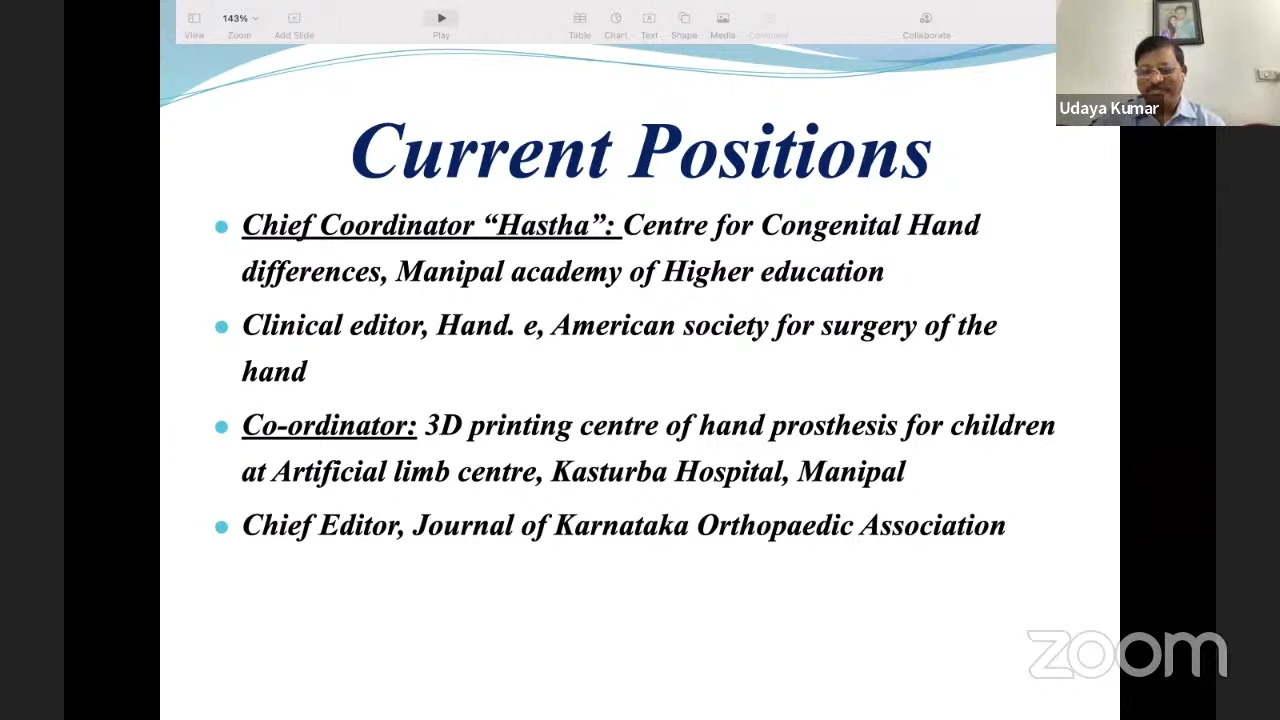 143%
View
Zoom
Add Slide
Play
Table
Chart
Text
Shape
Media
Comment
Collaborate
Udaya Kumar
Current Positions
Chief Coordinator “Hastha”: Centre for Congenital Hand
differences, Manipal academy of Higher education
Clinical editor, Hand. e, American society for surgery of the
hand
Co-ordinator: 3D printing centre of hand prosthesis for children
at Artificial limb centre, Kasturba Hospital, Manipal
Chief Editor, Journal of Karnataka Orthopaedic Association
zoom